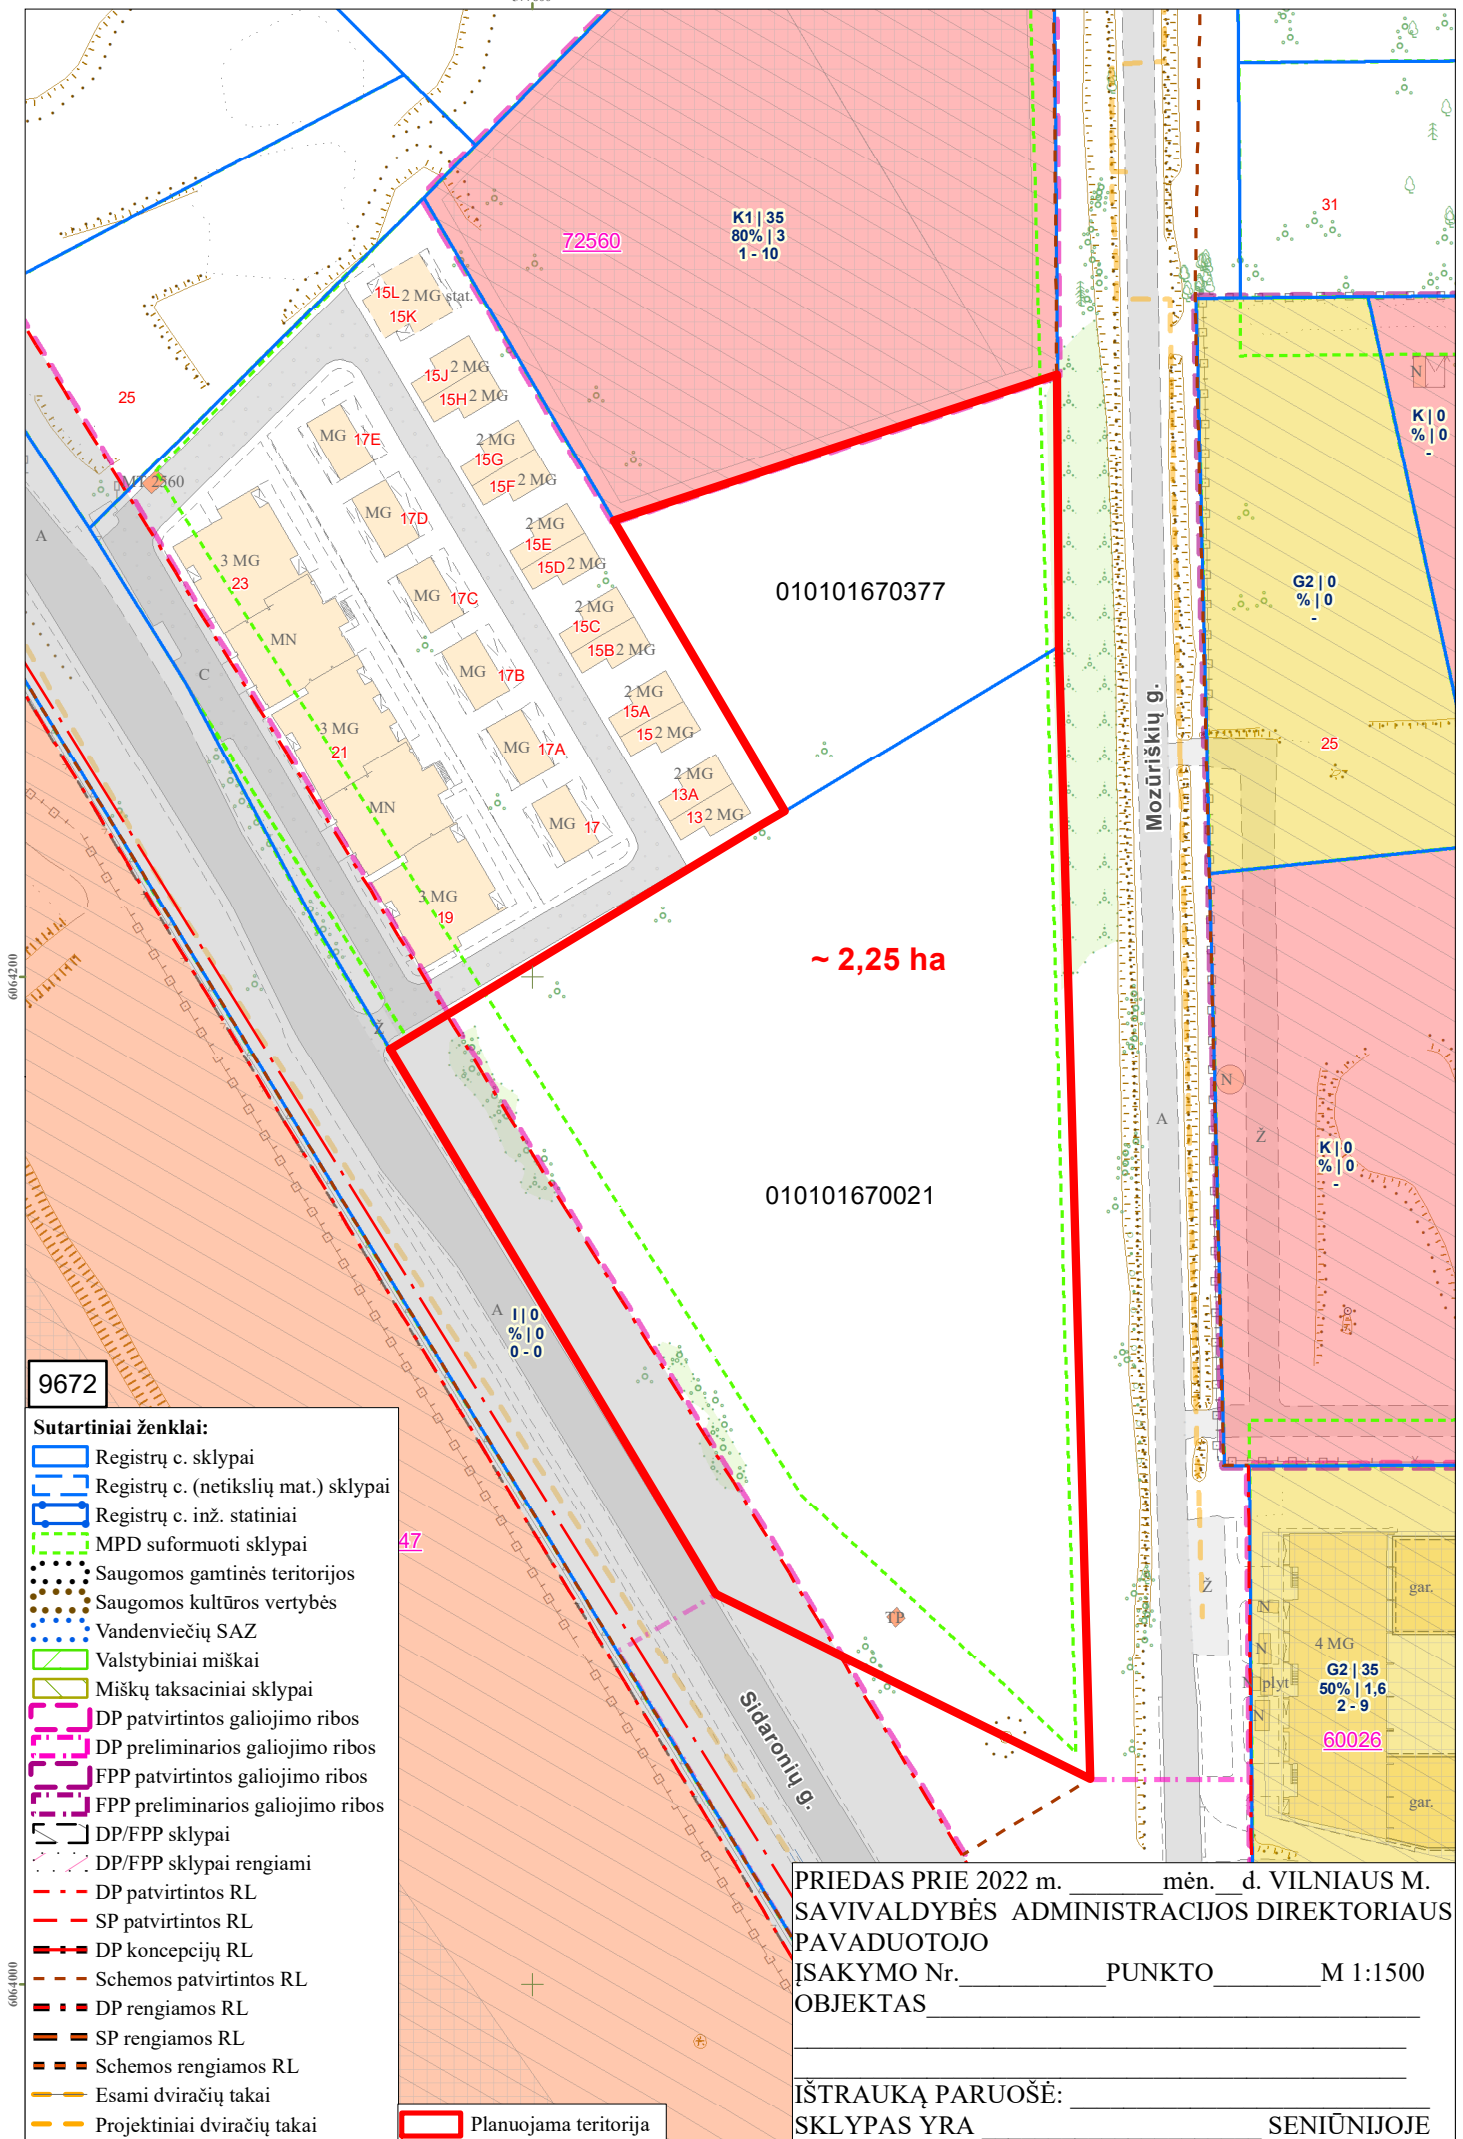 K1 | 35
80% | 3
1 - 10
72560
31
15L
2 MG stat.
15K
15J
2 MG
15H
2 MG
25
MG
17E
2 MG
15G
15F
2 MG
K | 0
% | 0
-
N
MT 2560
A
MG
17D
2 MG
15E
15D
2 MG
3 MG
23
010101670377
G2 | 0
% | 0
-
MG
17C
2 MG
15C
15B
2 MG
MN
C
MG
17B
2 MG
15A
15
2 MG
3 MG
21
MG
17A
Mozūriškių g.
25
2 MG
13A
13
2 MG
MN
MG
17
3 MG
19
~ 2,25 ha
6064200
Ž
N
A
Ž
K | 0
% | 0
-
010101670021
A
I | 0
% | 0
0 - 0
9672
47
TP
Ž
N
gar.
4 MG
N
G2 | 35
50% | 1,6
2 - 9
plyt
N
60026
gar.
Sidaronių g.
6064000
Sutartiniai ženklai:
Registrų c. sklypai
Registrų c. (netikslių mat.) sklypai
Registrų c. inž. statiniai
MPD suformuoti sklypai
Saugomos gamtinės teritorijos
Saugomos kultūros vertybės
Vandenviečių SAZ
Valstybiniai miškai
Miškų taksaciniai sklypai
DP patvirtintos galiojimo ribos
DP preliminarios galiojimo ribos
FPP patvirtintos galiojimo ribos
FPP preliminarios galiojimo ribos
DP/FPP sklypai
DP/FPP sklypai rengiami
DP patvirtintos RL
SP patvirtintos RL
DP koncepcijų RL
Schemos patvirtintos RL
DP rengiamos RL
SP rengiamos RL
Schemos rengiamos RL
Esami dviračių takai
Projektiniai dviračių takai
Planuojama teritorija
PRIEDAS PRIE 2022 m. _______mėn.__d. VILNIAUS M.
SAVIVALDYBĖS ADMINISTRACIJOS DIREKTORIAUS
PAVADUOTOJO
ĮSAKYMO Nr.___________PUNKTO________M 1:1500
OBJEKTAS_____________________________________
IŠTRAUKĄ PARUOŠĖ: ___________________________
SKLYPAS YRA _____________________ SENIŪNIJOJE